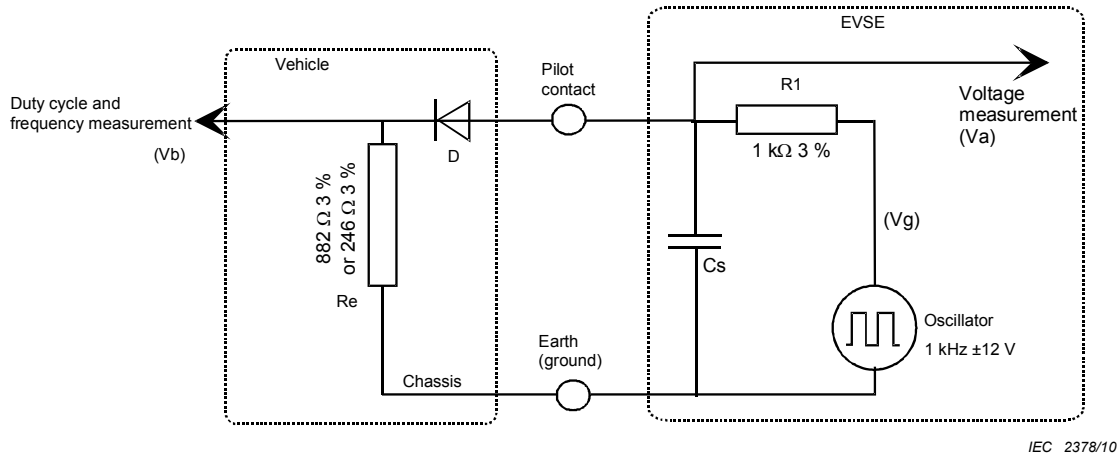 EVSE
Vehicle
Pilot
contact
R1
Voltage
measurement
(Va)
Duty cycle and
frequency measurement
(Vb)
D
1 kΩ 3 %
882 Ω 3 %
or 246 Ω 3 %
(Vg)
Cs
Re
Oscillator
1 kHz ±12 V
Earth
(ground)
Chassis
IEC 2378/10